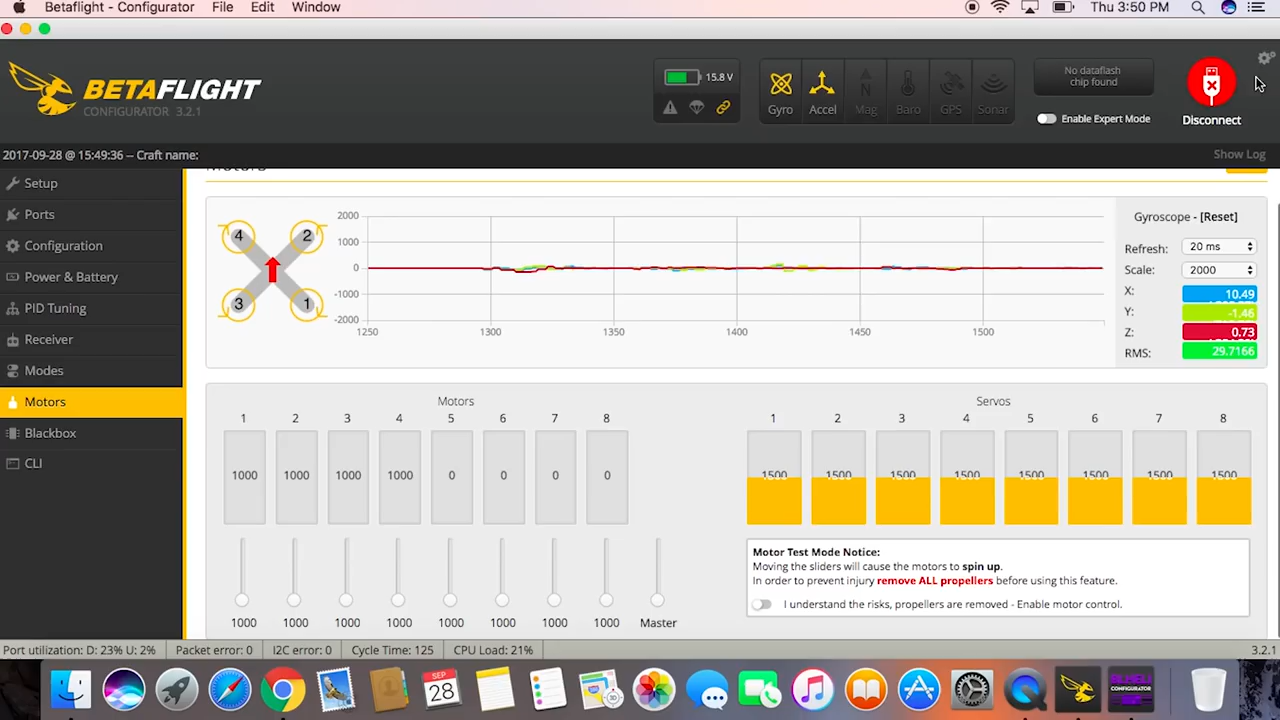 Betaflight - Configurator File Edit Window Thu 3:50 PM
BETAFLIGHT
CONFIGURATOR 3.2.1
15.8 V
Gyro Accel Mag Baro GPS Sonar
No dataflash
chip found
Enable Expert Mode
Disconnect
2017-09-28 @ 15:49:36 -- Craft name:
Show Log
Setup
Ports
Configuration
Power & Battery
PID Tuning
Receiver
Modes
Motors
Blackbox
CLI
Motors
4 2
3 1
2000
1000
0
-1000
-2000
1250 1300 1350 1400 1450 1500
Gyroscope - [Reset]
Refresh: 20 ms
Scale: 2000
X: 10.49
Y: -1.46
Z: 0.73
RMS: 29.7166
Motors
1 2 3 4 5 6 7 8
1000 1000 1000 1000 0 0 0 0
1000 1000 1000 1000 1000 1000 1000 1000 Master
Servos
1 2 3 4 5 6 7 8
1500 1500 1500 1500 1500 1500 1500 1500
Motor Test Mode Notice:
Moving the sliders will cause the motors to spin up.
In order to prevent injury remove ALL propellers before using this feature.
I understand the risks, propellers are removed - Enable motor control.
Port utilization: D: 23% U: 2% Packet error: 0 I2C error: 0 Cycle Time: 125 CPU Load: 21% 3.2.1
SEP
28
BLHELI
CONFIGURATOR